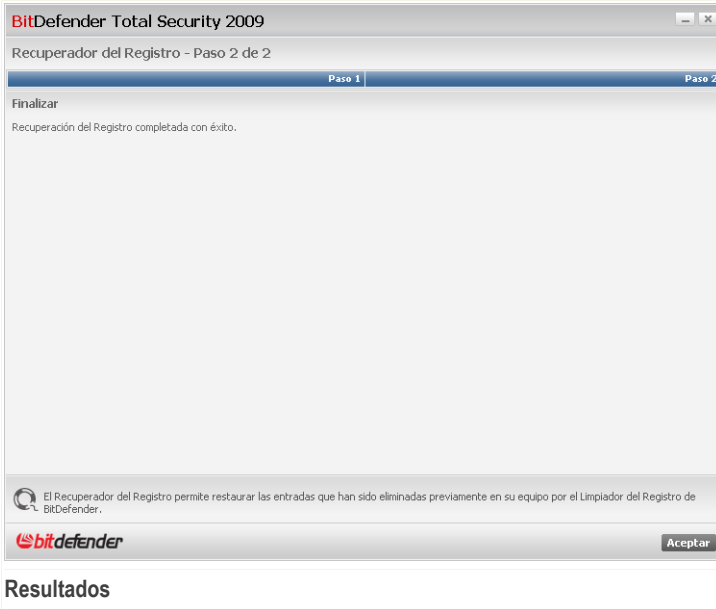 BitDefender Total Security 2009
Recuperador del Registro - Paso 2 de 2
Paso 1
Paso 2
Finalizar
Recuperación del Registro completada con éxito.
El Recuperador del Registro permite restaurar las entradas que han sido eliminadas previamente en su equipo por el Limpiador del Registro de
BitDefender.
bitdefender
Aceptar
Resultados